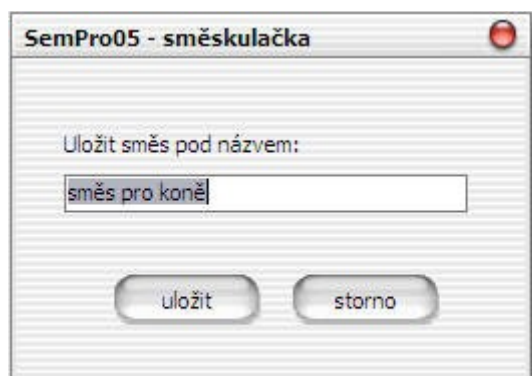 SemPro05 - směskulačka
Uložit směs pod názvem:
směs pro koně
uložit
storno